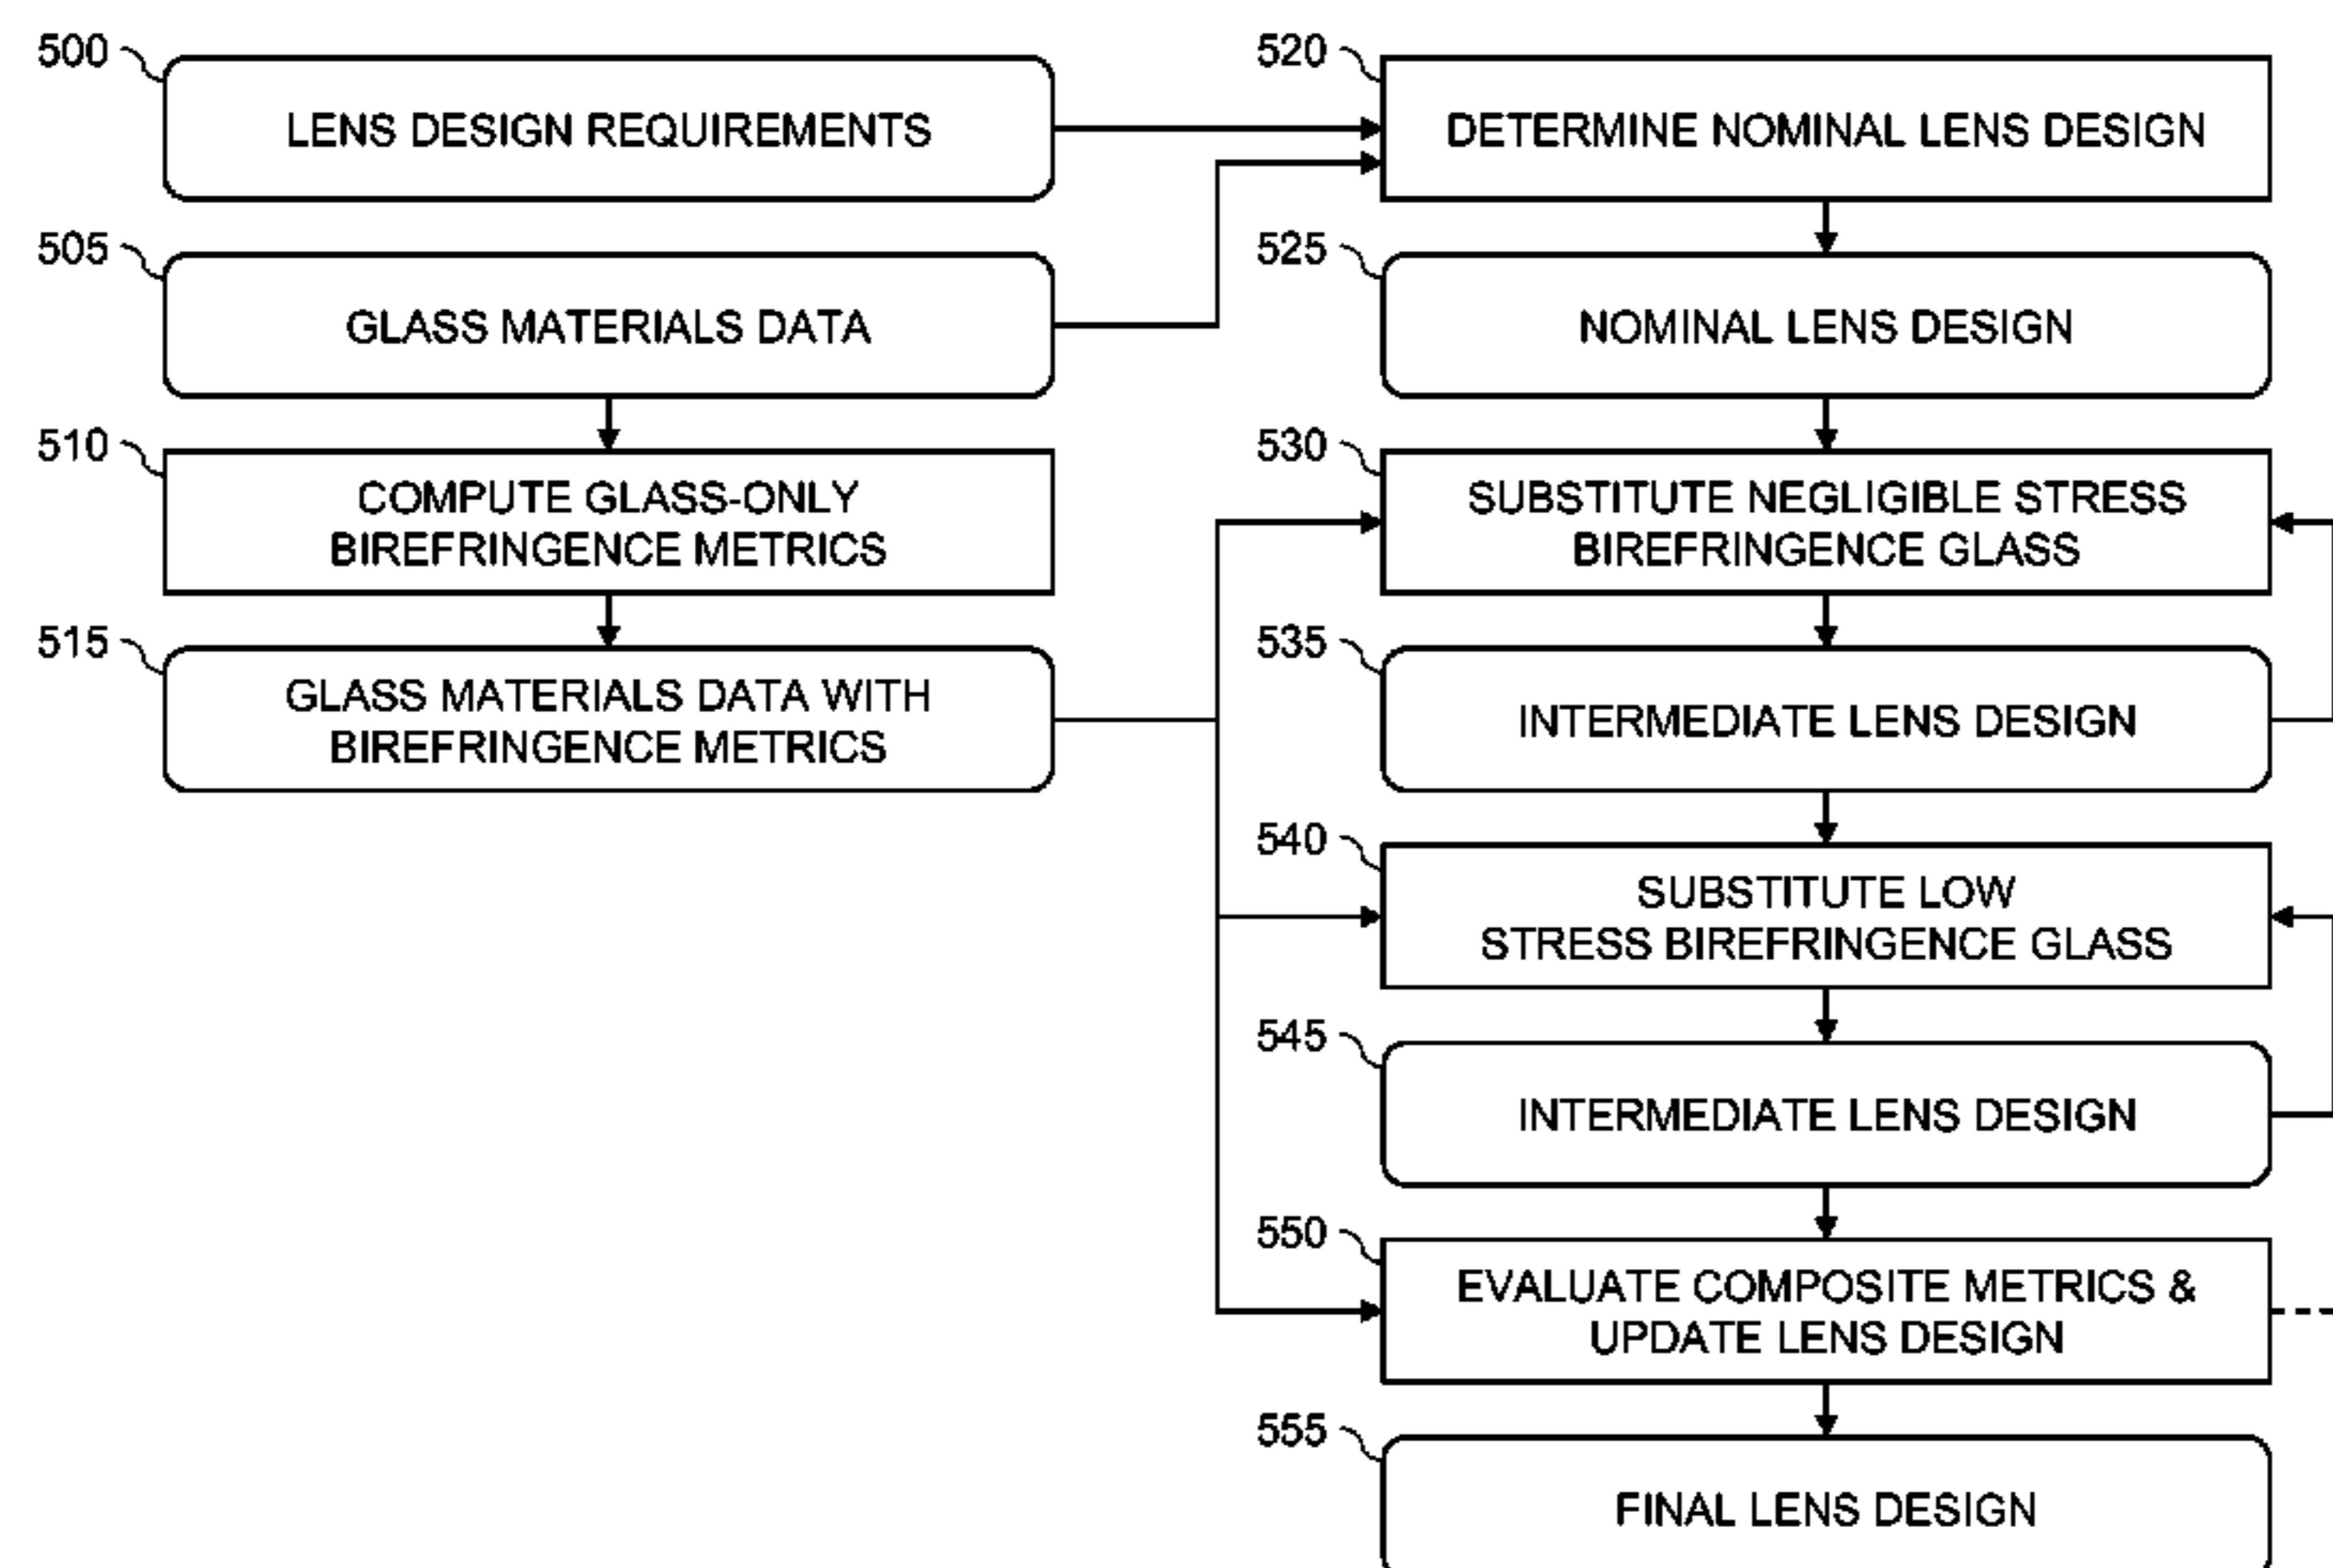 500
LENS DESIGN REQUIREMENTS
505
GLASS MATERIALS DATA
510
COMPUTE GLASS-ONLY
BIREFRINGENCE METRICS
515
GLASS MATERIALS DATA WITH
BIREFRINGENCE METRICS
520
DETERMINE NOMINAL LENS DESIGN
525
NOMINAL LENS DESIGN
530
SUBSTITUTE NEGLIGIBLE STRESS
BIREFRINGENCE GLASS
535
INTERMEDIATE LENS DESIGN
540
SUBSTITUTE LOW
STRESS BIREFRINGENCE GLASS
545
INTERMEDIATE LENS DESIGN
550
EVALUATE COMPOSITE METRICS &
UPDATE LENS DESIGN
555
FINAL LENS DESIGN